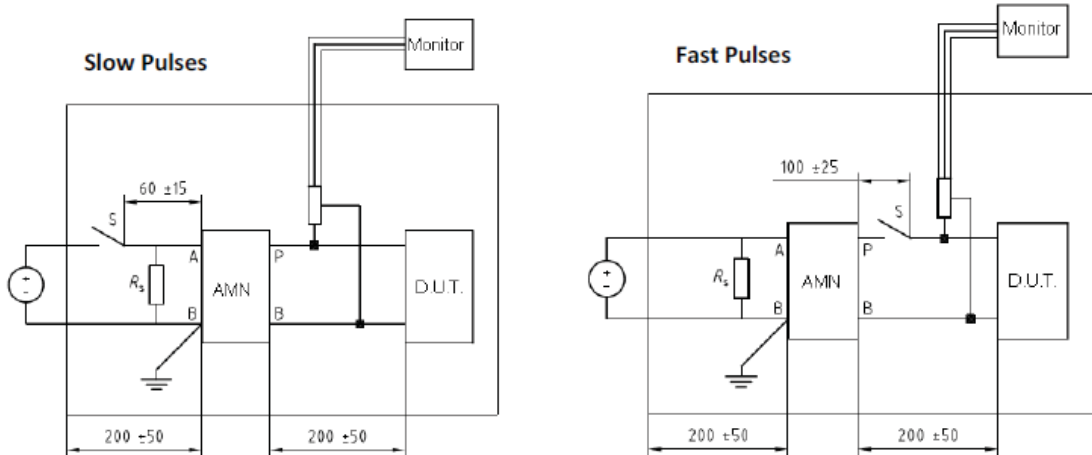 Slow Pulses
Monitor
60 ±15
S
A
P
Rs
AMN
D.U.T.
B
B
200 ±50
200 ±50
Fast Pulses
Monitor
100 ±25
S
A
P
Rs
AMN
D.U.T.
B
B
200 ±50
200 ±50